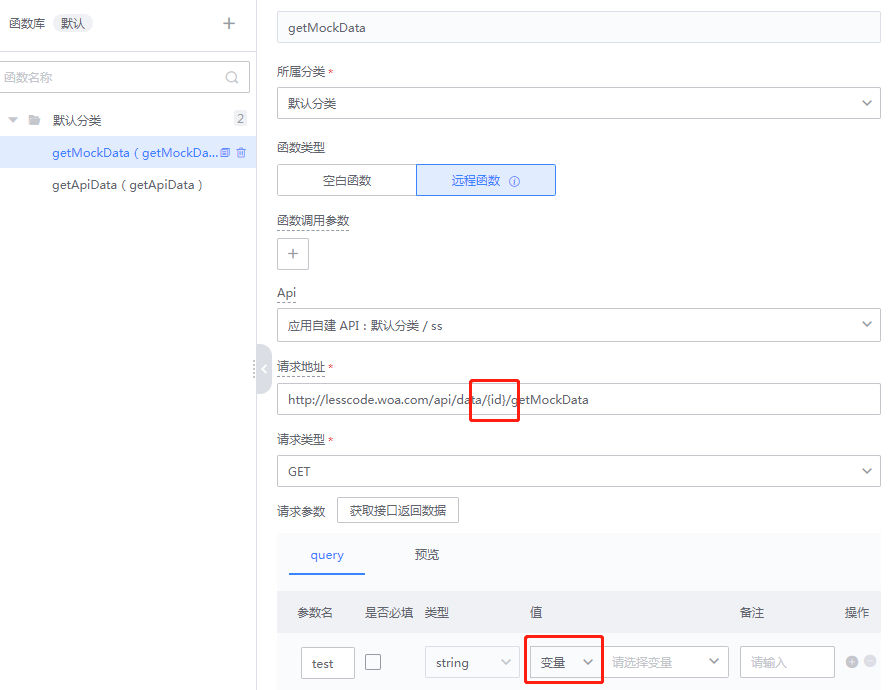 函数库 默认
函数名称
默认分类 2
getMockData ( getMockDa...
getApiData ( getApiData )
getMockData
所属分类 *
默认分类
函数类型
空白函数 远程函数
函数调用参数
Api
应用自建 API : 默认分类 / ss
请求地址 *
http://lesscode.woa.com/api/data/{id}/getMockData
请求类型 *
GET
请求参数 获取接口返回数据
query 预览
参数名 是否必填 类型 值 备注 操作
test string 变量 请选择变量 请输入